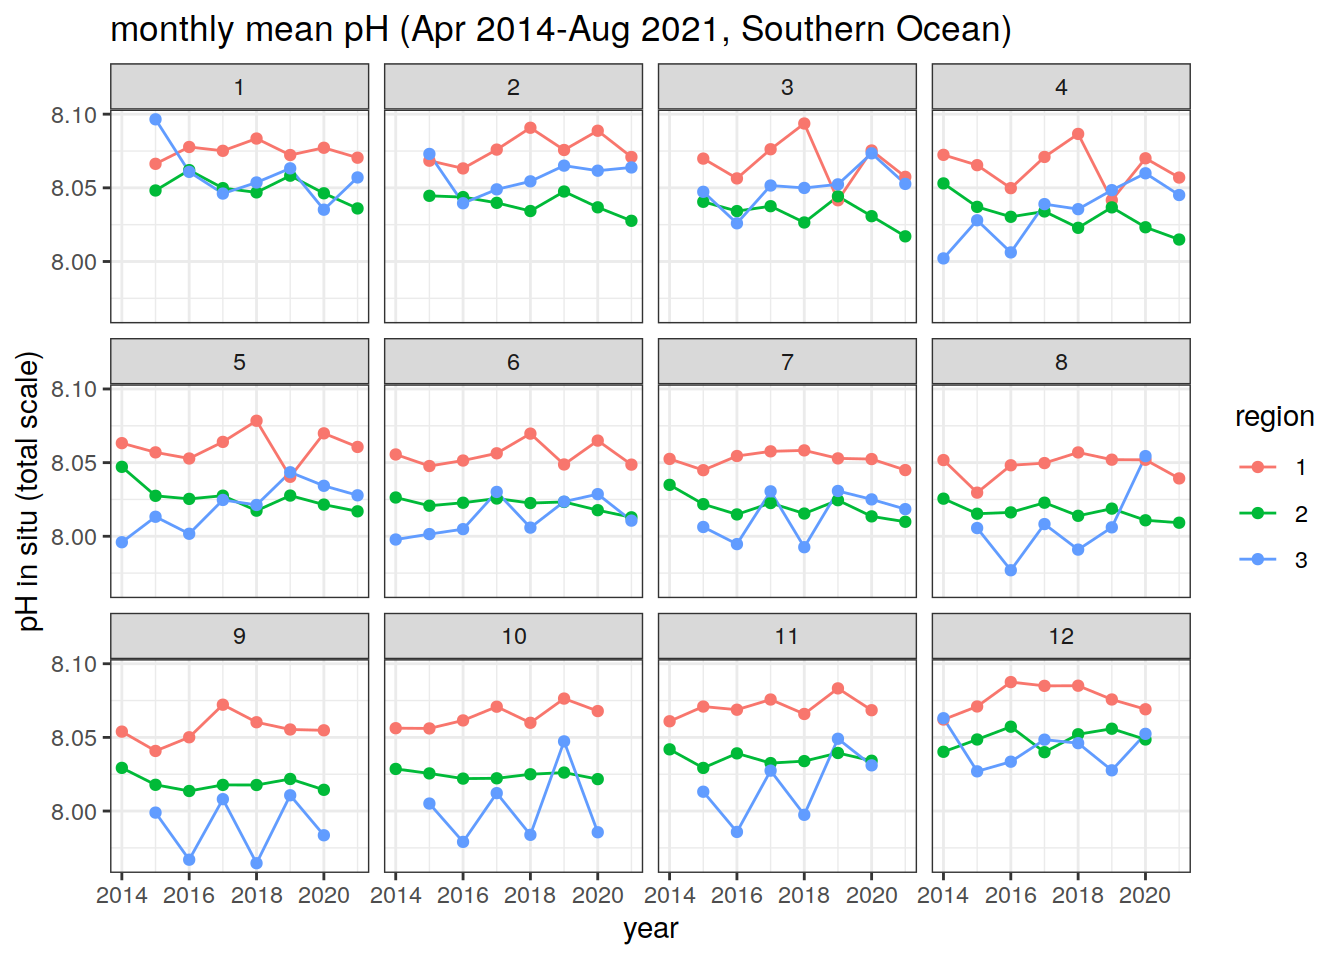 monthly mean pH (Apr 2014-Aug 2021, Southern Ocean)
1 2 3 4
8.10
8.05
8.00
5 6 7 8
8.10
8.05
8.00
9 10 11 12
8.10
8.05
8.00
2014 2016 2018 2020 2014 2016 2018 2020 2014 2016 2018 2020 2014 2016 2018 2020
year
pH in situ (total scale)
region
1
2
3